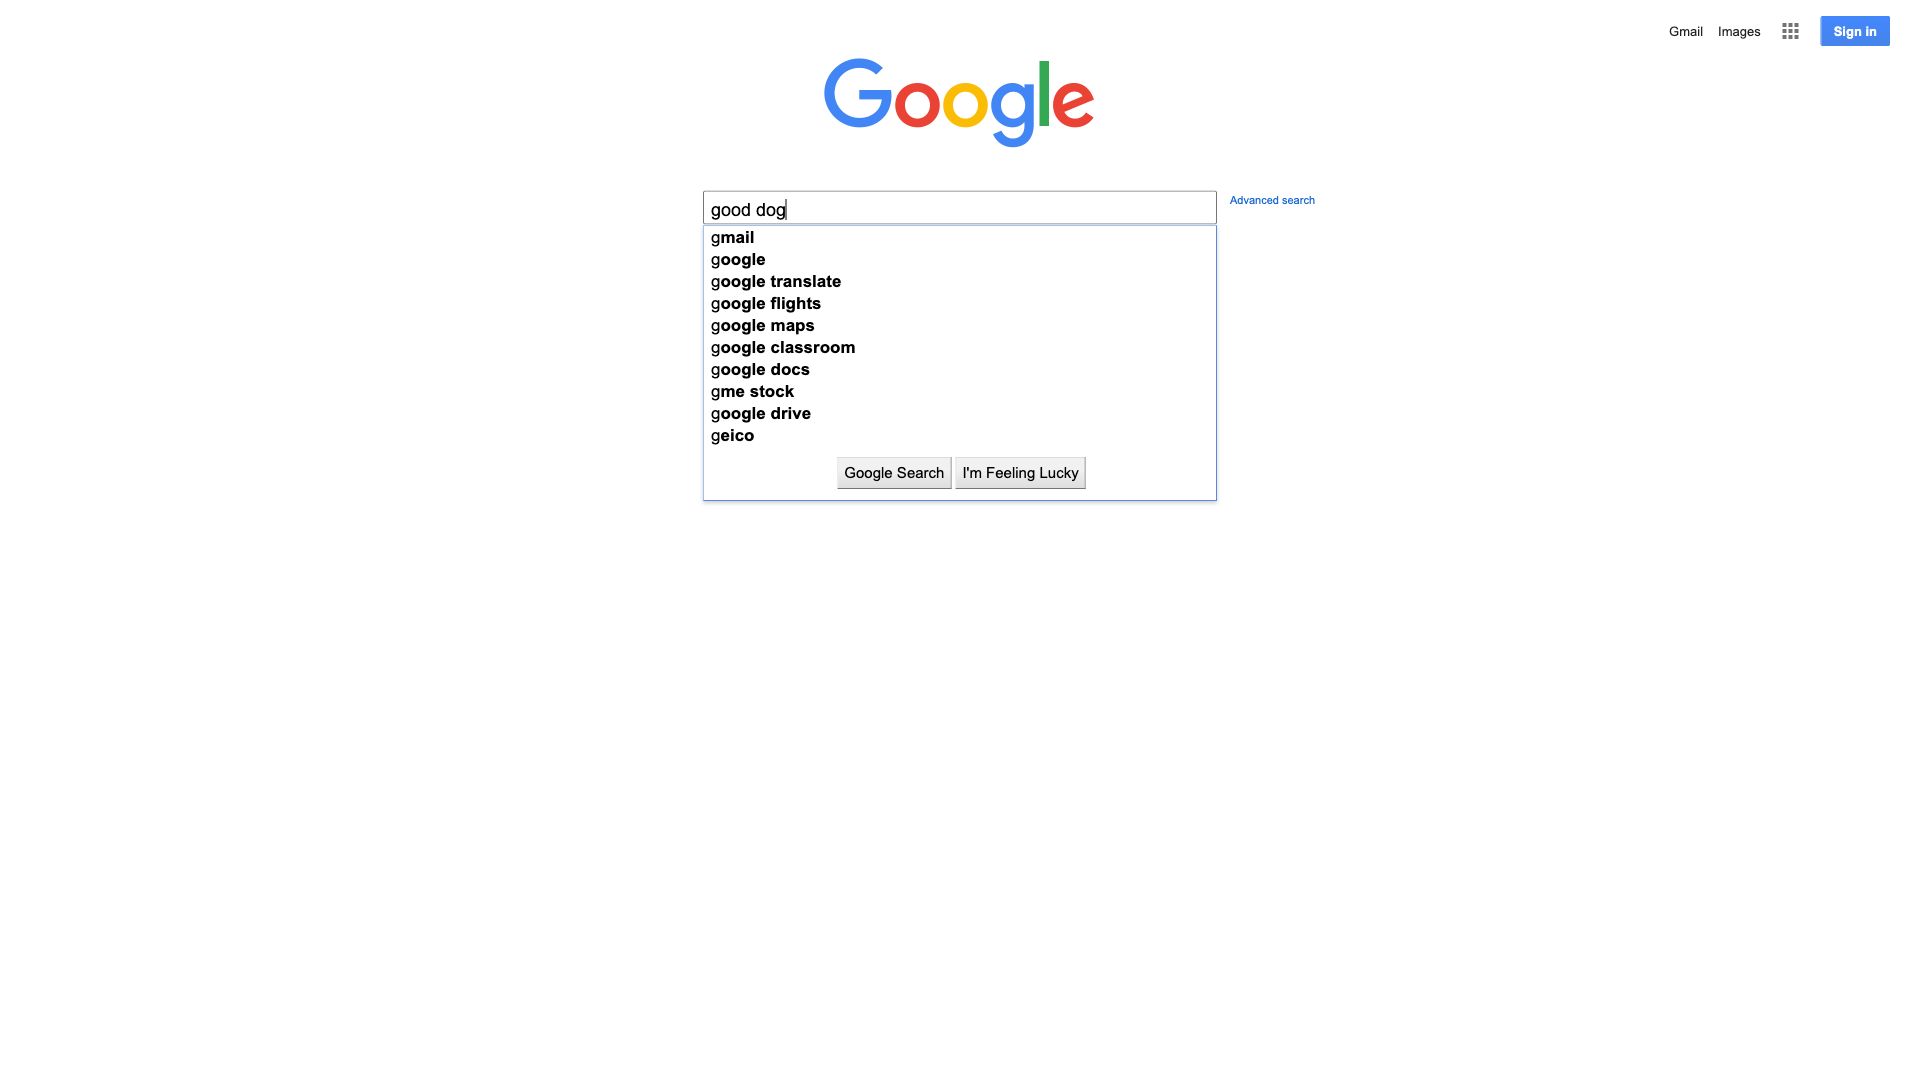 Gmail Images Sign in
Google
good dog
Advanced search
gmail
google
google translate
google flights
google maps
google classroom
google docs
gme stock
google drive
geico
Google Search I'm Feeling Lucky